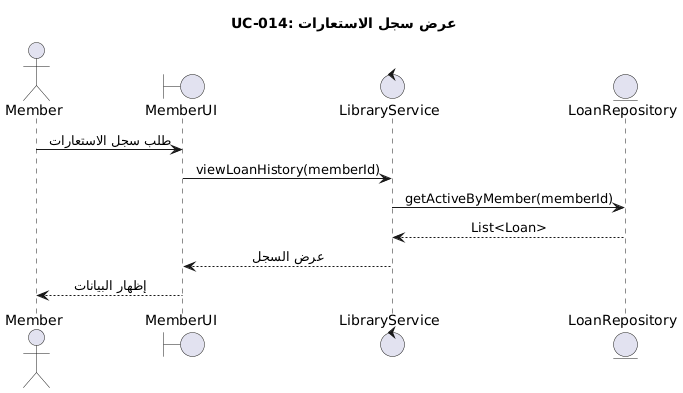 UC-014: عرض سجل الاستعارات
Member
MemberUI
LibraryService
LoanRepository
طلب سجل الاستعارات
viewLoanHistory(memberId)
getActiveByMember(memberId)
List<Loan>
عرض السجل
إظهار البيانات
Member
MemberUI
LibraryService
LoanRepository